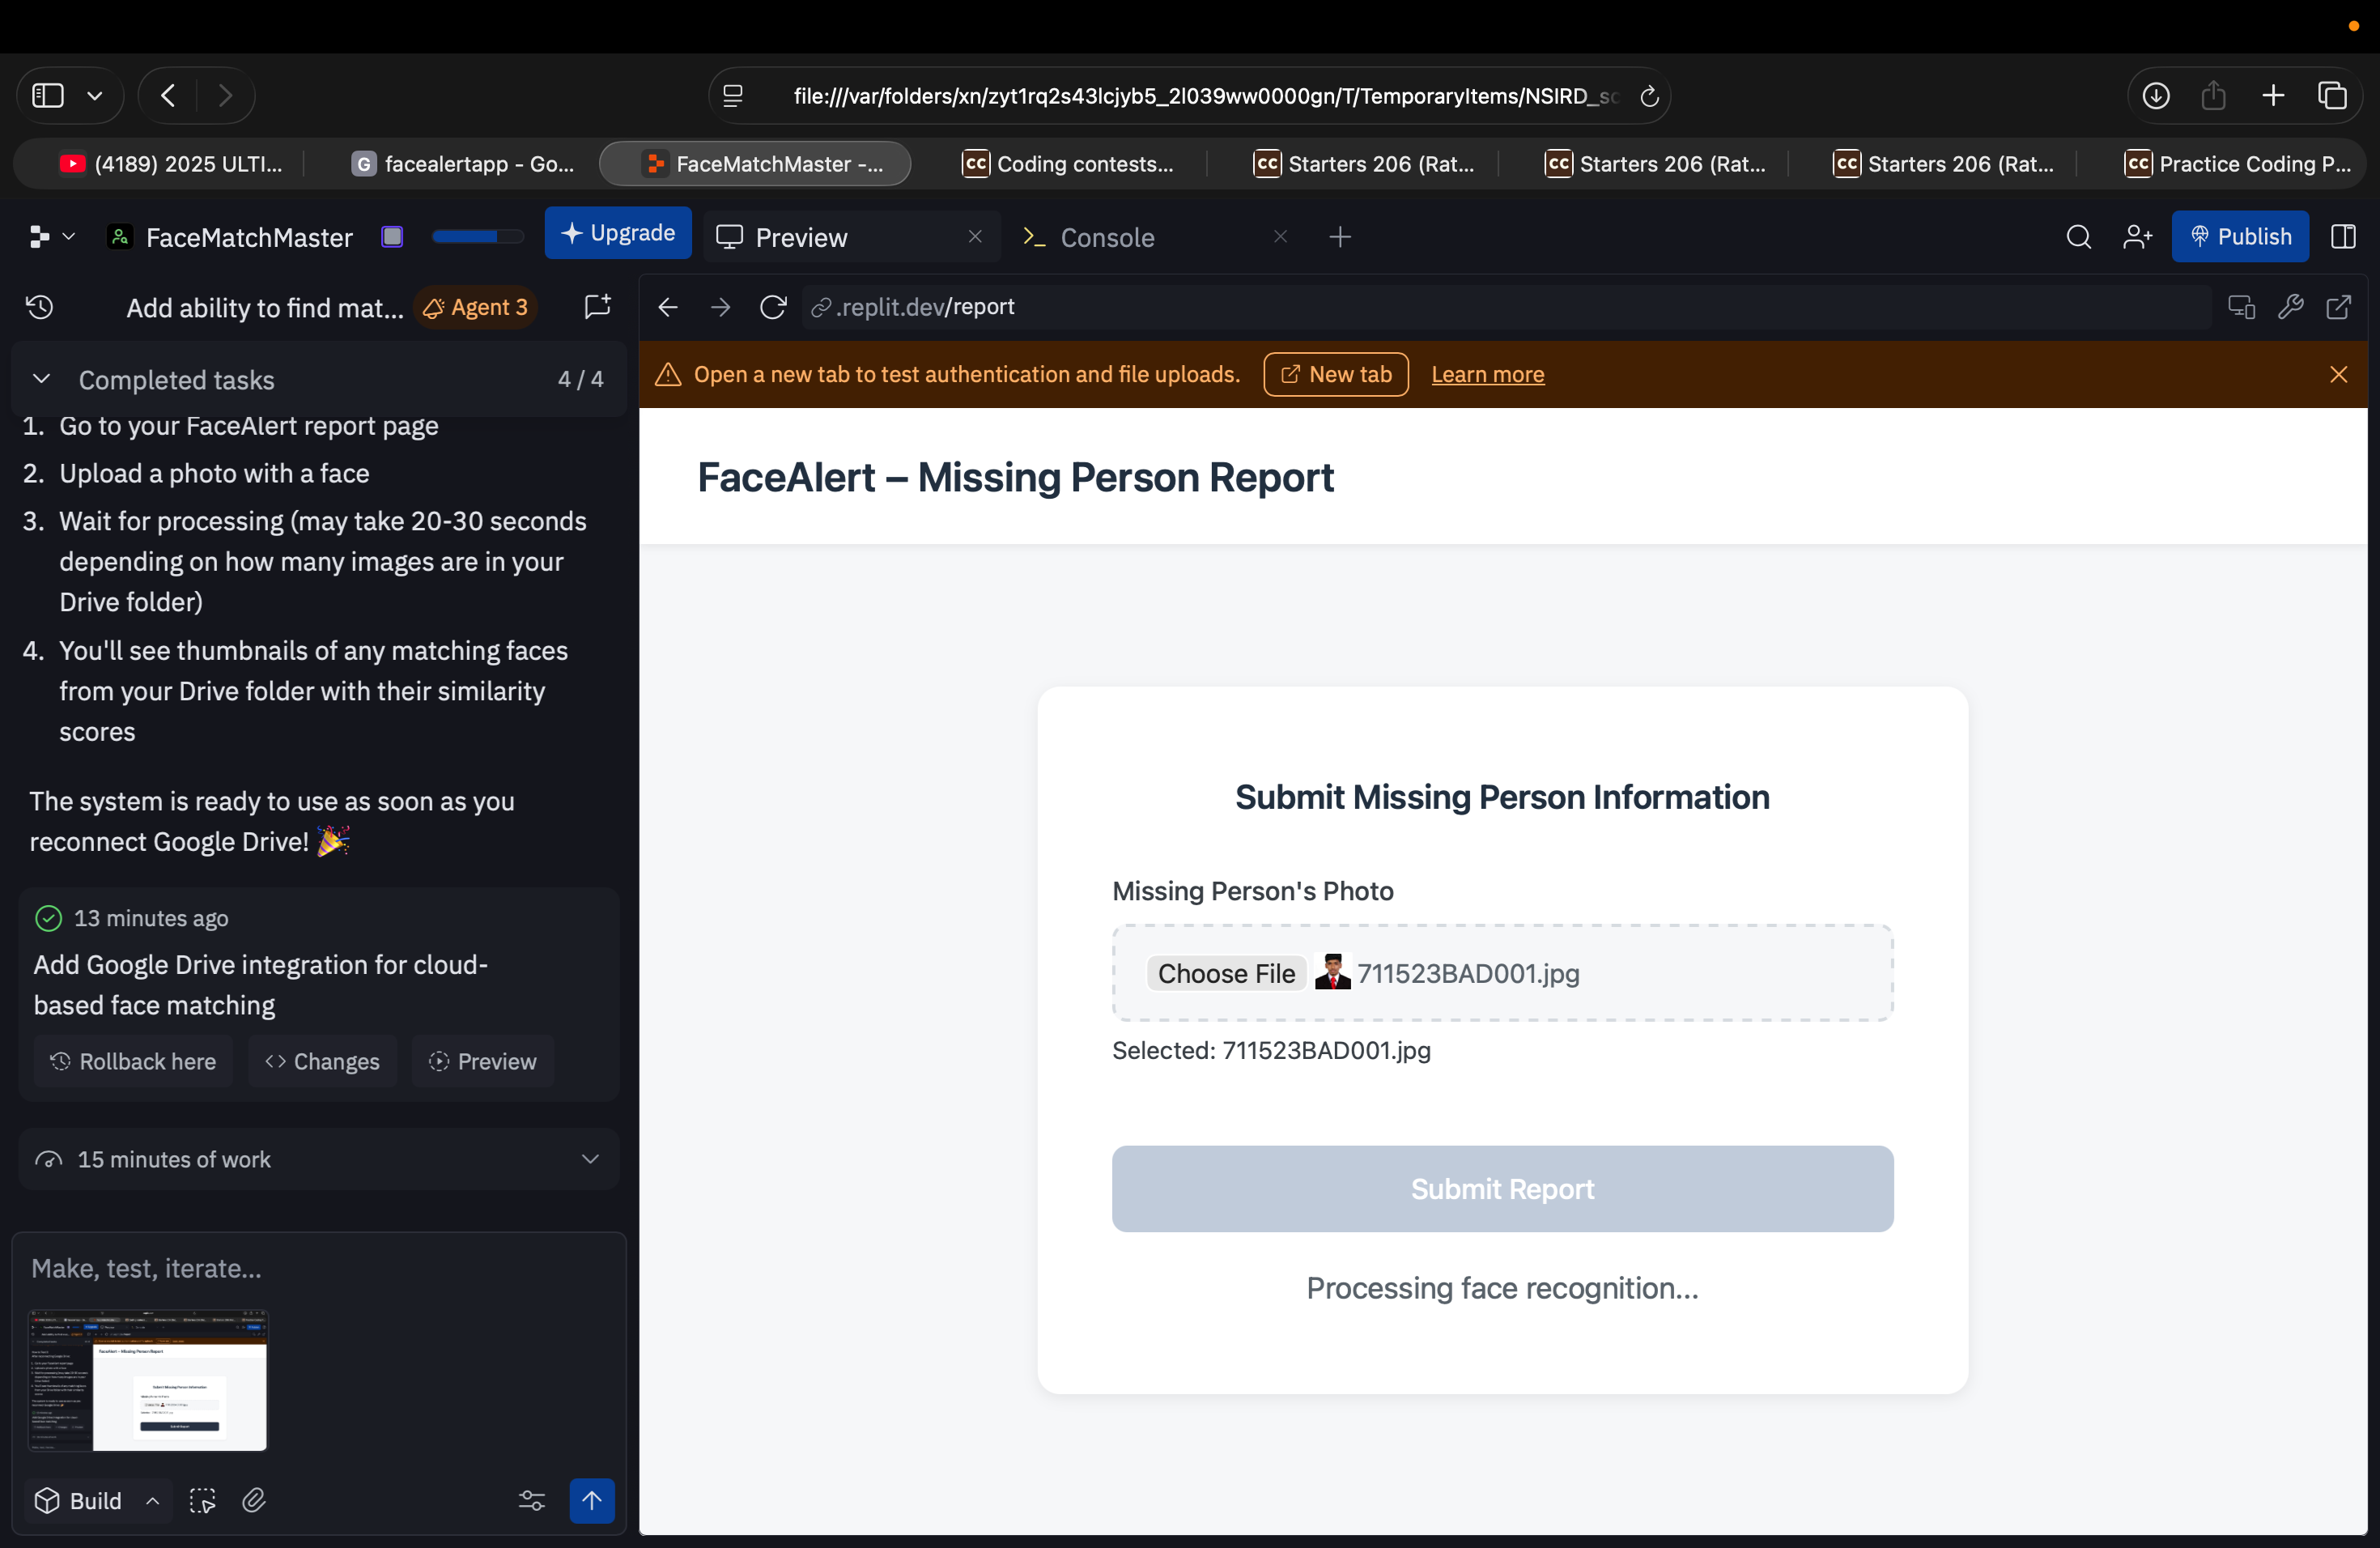 file:///var/folders/xn/zyt1rq2s43lcjyb5_2l039ww0000gn/T/TemporaryItems/NSIRD_sc
(4189) 2025 ULTI...
G facealertapp - Go...
FaceMatchMaster -...
CC Coding contests...
CC Starters 206 (Rat...
CC Starters 206 (Rat...
CC Starters 206 (Rat...
CC Practice Coding P...
FaceMatchMaster
Upgrade
Preview
Console
Publish
Add ability to find mat...
Agent 3
.replit.dev/report
Completed tasks
4 / 4
Open a new tab to test authentication and file uploads.
New tab
Learn more
1. Go to your FaceAlert report page
2. Upload a photo with a face
3. Wait for processing (may take 20-30 seconds
depending on how many images are in your
Drive folder)
4. You'll see thumbnails of any matching faces
from your Drive folder with their similarity
scores
The system is ready to use as soon as you
reconnect Google Drive! 🎉
13 minutes ago
Add Google Drive integration for cloud-
based face matching
Rollback here
Changes
Preview
15 minutes of work
Make, test, iterate...
Build
FaceAlert – Missing Person Report
Submit Missing Person Information
Missing Person's Photo
Choose File
711523BAD001.jpg
Selected: 711523BAD001.jpg
Submit Report
Processing face recognition...